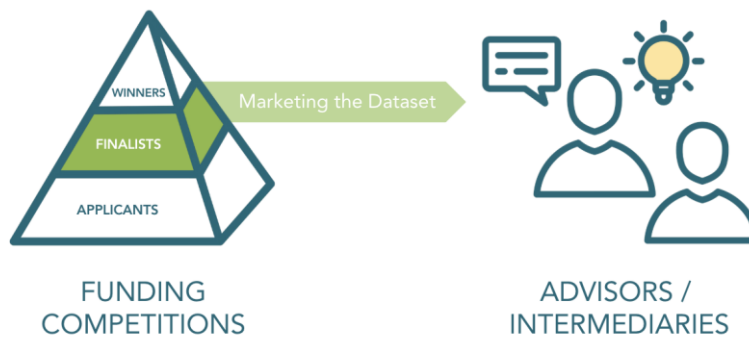 WINNERS
Marketing the Dataset
FINALISTS
APPLICANTS
FUNDING
COMPETITIONS
ADVISORS /
INTERMEDIARIES